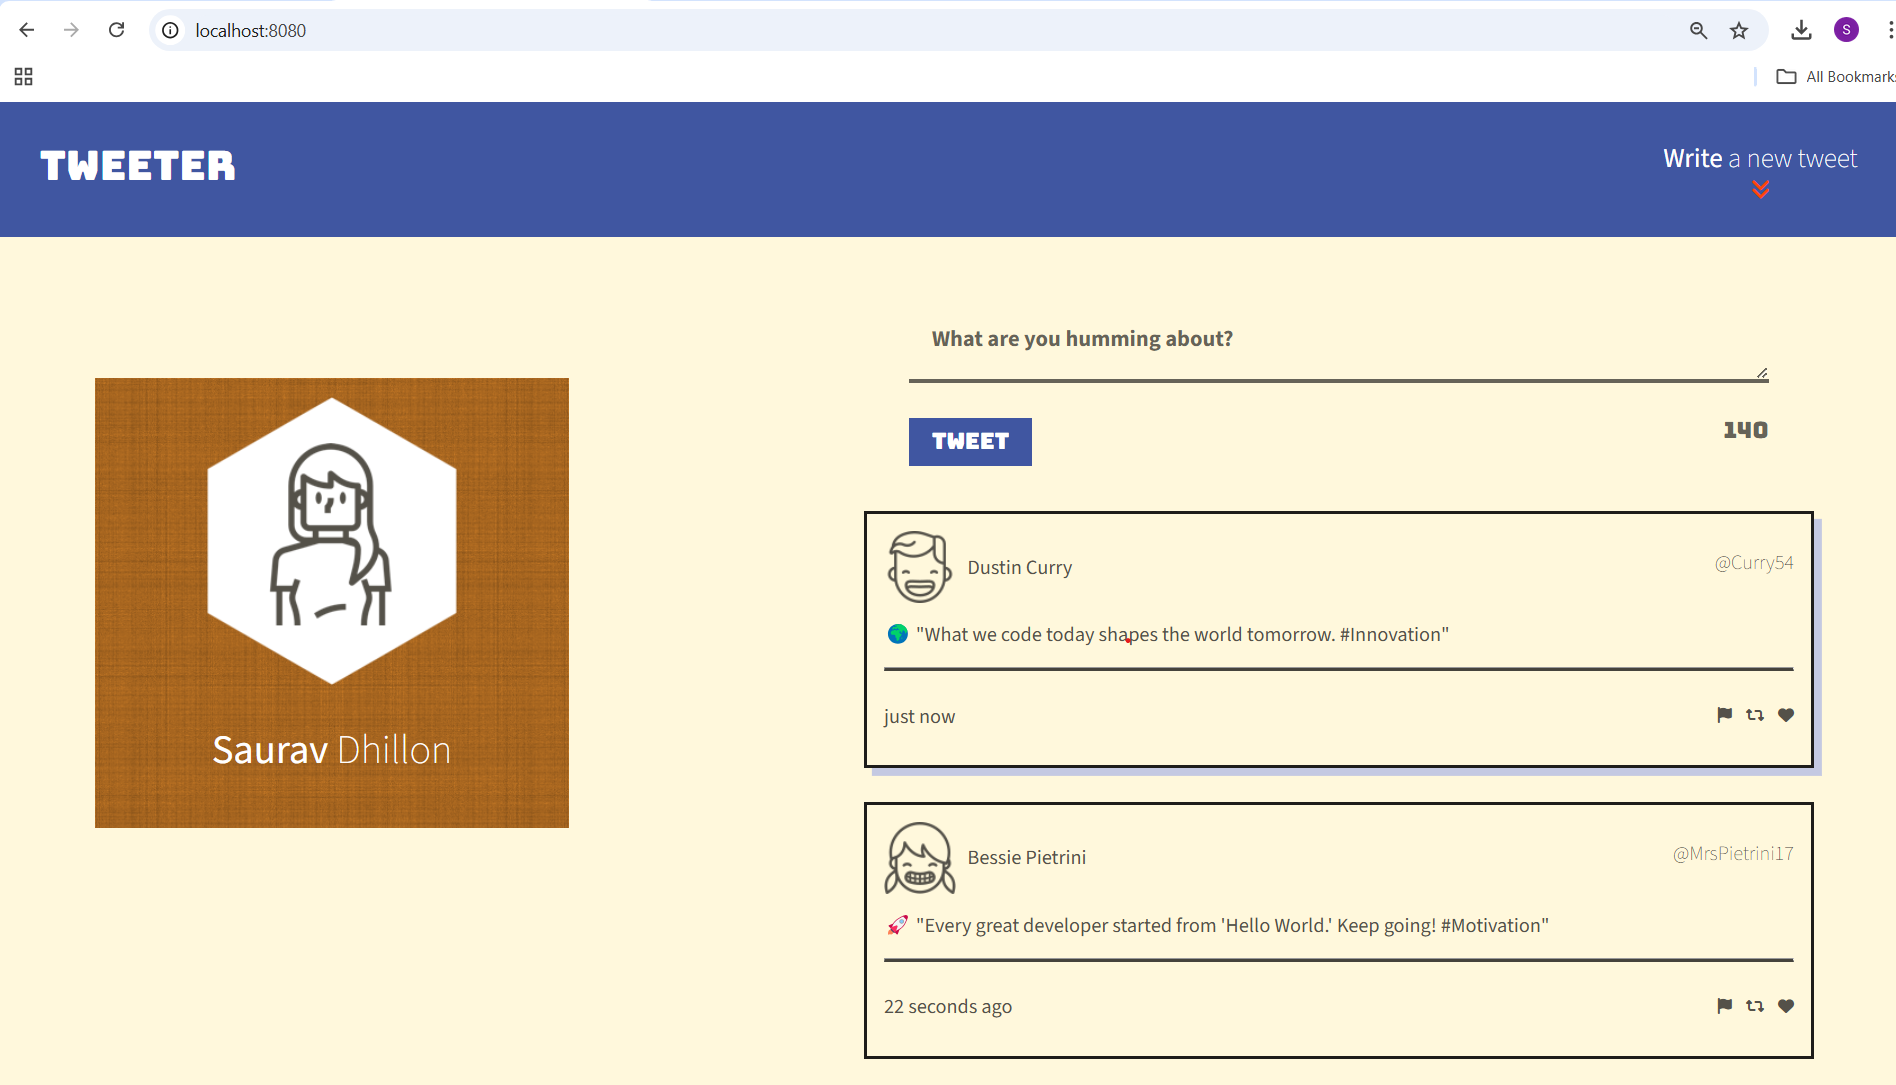 localhost:8080
S
All Bookmarks
TWEETER
Write a new tweet
What are you humming about?
TWEET
140
Saurav Dhillon
Dustin Curry
@Curry54
🌍 "What we code today shapes the world tomorrow. #Innovation"
just now
Bessie Pietrini
@MrsPietrini17
🚀 "Every great developer started from 'Hello World.' Keep going! #Motivation"
22 seconds ago